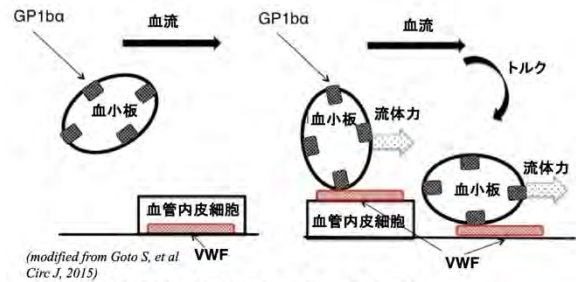 GP1bα
血流
血小板
血管内皮細胞
VWF
(modified from Goto S, et al
Circ J, 2015)
GP1bα
血流
トルク
血小板
流体力
血管内皮細胞
血小板
流体力
VWF